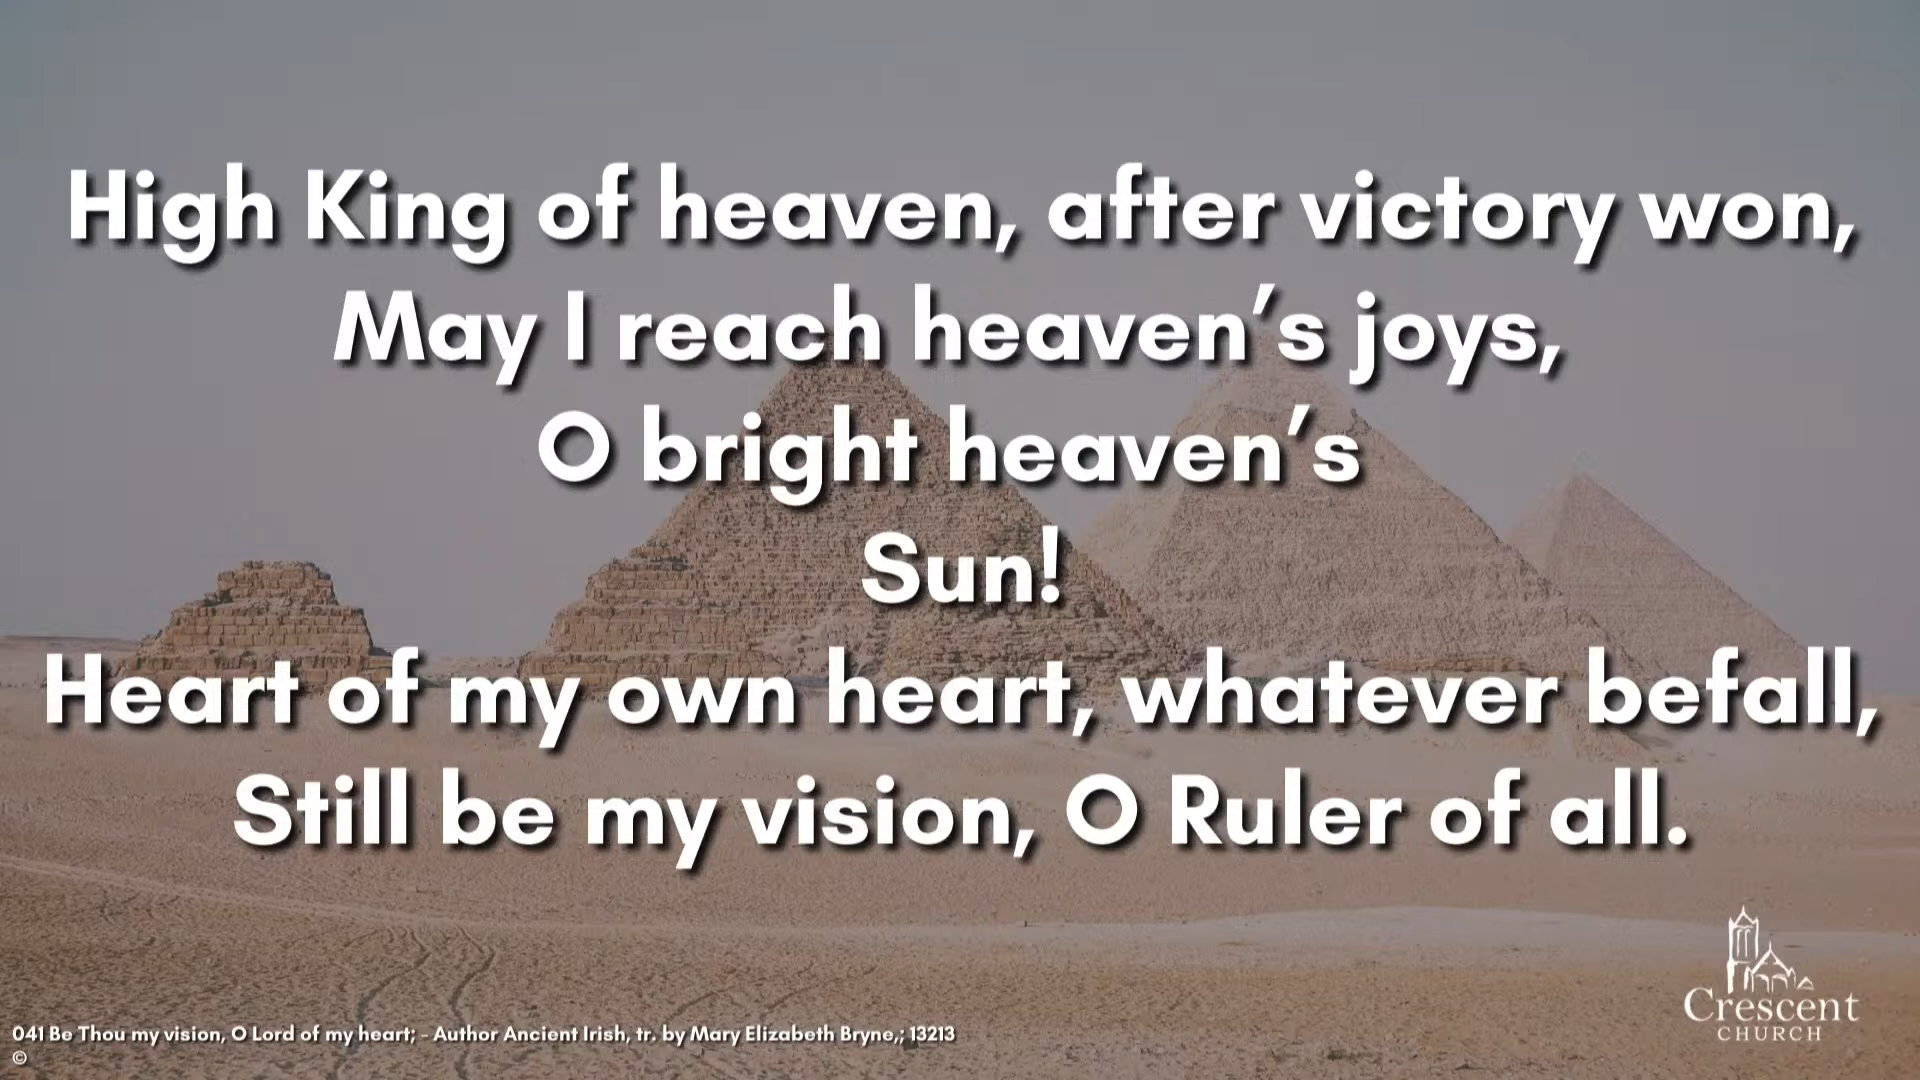 High King of heaven, after victory won,
May I reach heaven’s joys,
O bright heaven’s
Sun!
Heart of my own heart, whatever befall,
Still be my vision, O Ruler of all.
Crescent
CHURCH
041 Be Thou my vision, O Lord of my heart; - Author Ancient Irish, tr. by Mary Elizabeth Bryne,; 13213
©